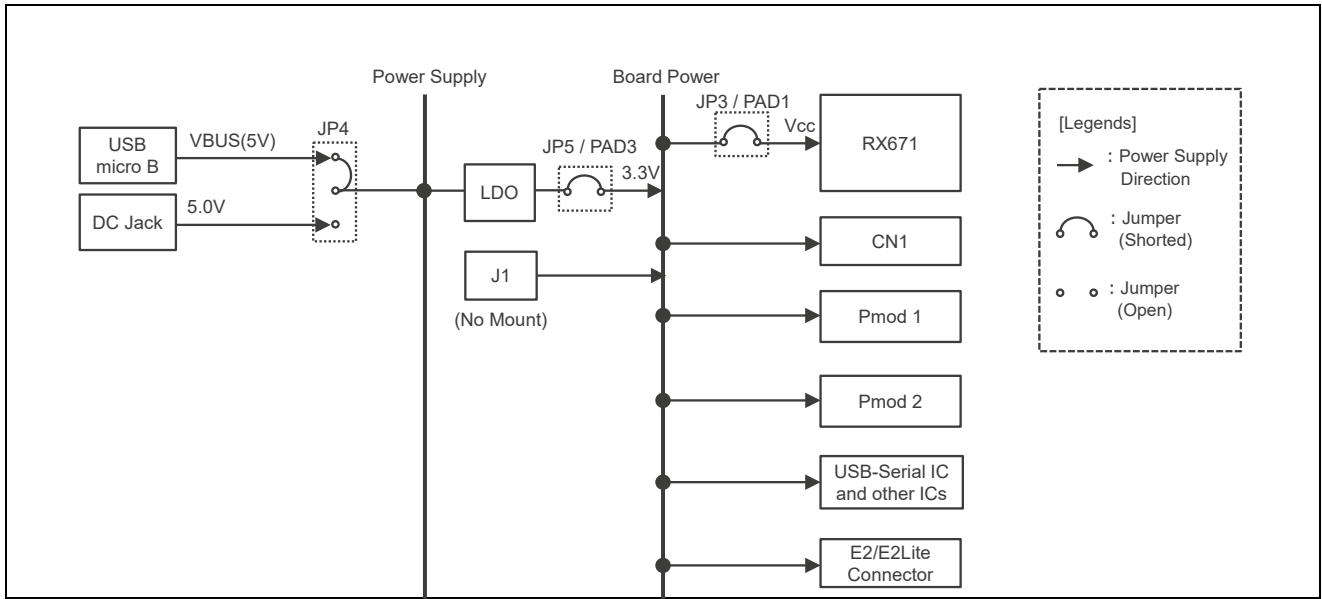 Power Supply
Board Power
JP3 / PAD1
JP4
VBUS(5V)
USB
micro B
DC Jack
5.0V
JP5 / PAD3
3.3V
LDO
J1
(No Mount)
Vcc
RX671
CN1
Pmod 1
Pmod 2
USB-Serial IC
and other ICs
E2/E2Lite
Connector
[Legends]
: Power Supply
Direction
: Jumper
(Shorted)
: Jumper
(Open)